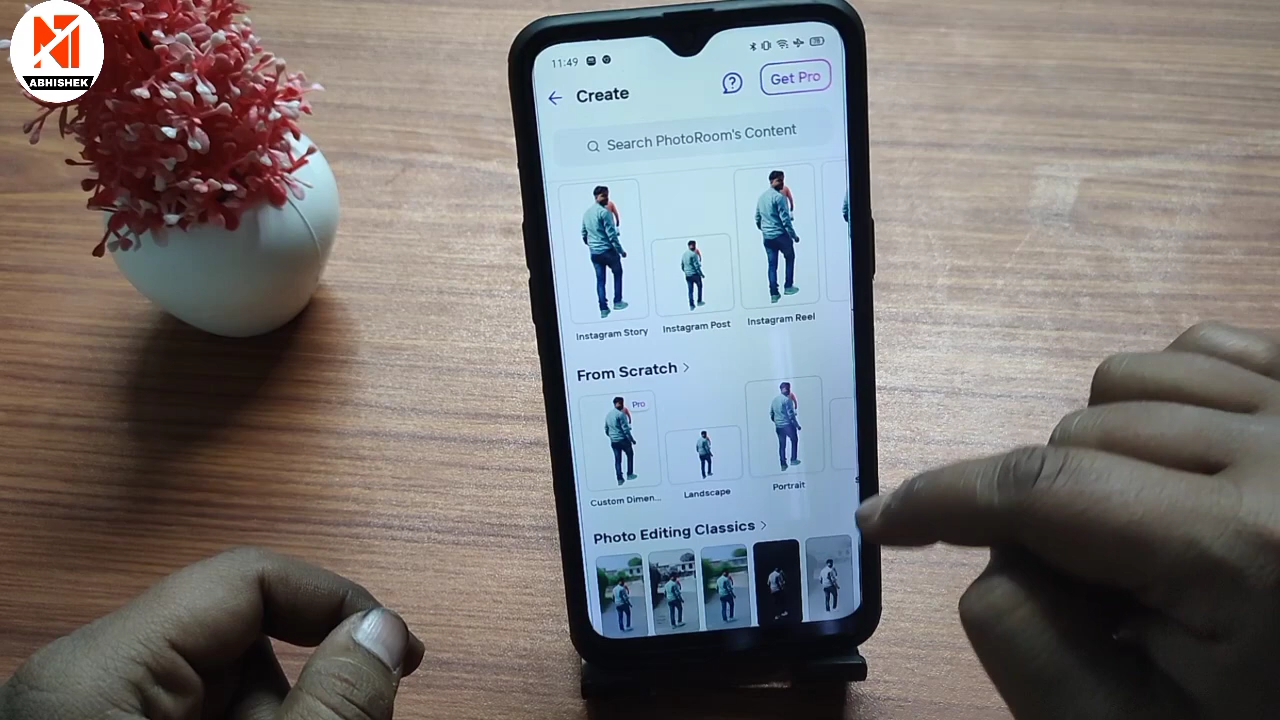 ABHISHEK
11:49
Create
Get Pro
Search PhotoRoom's Content
Instagram Story
Instagram Post
Instagram Reel
From Scratch
Pro
Custom Dimen...
Landscape
Portrait
Photo Editing Classics